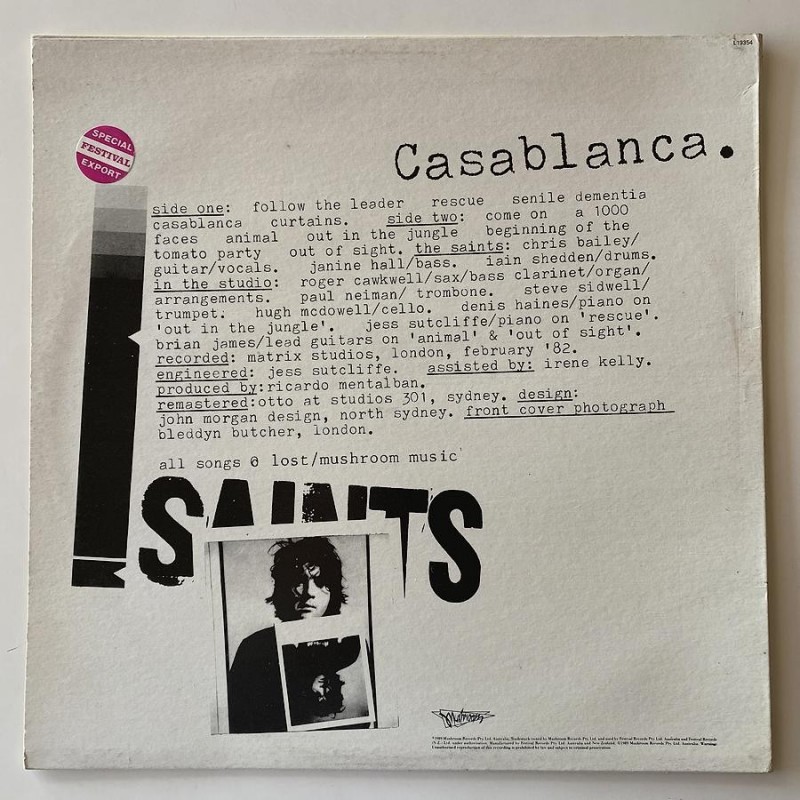 L19354
SPECIAL
FESTIVAL
EXPORT
Casablanca.
side one: follow the leader rescue senile dementia
casablanca curtains. side two: come on a 1000
faces animal out in the jungle beginning of the
tomato party out of sight. the saints: chris bailey/
guitar/vocals. janine hall/bass. iain shedden/drums.
in the studio: roger cawkwell/sax/bass clarinet/organ/
arrangements. paul neiman/ trombone. steve sidwell/
trumpet. hugh mcdowell/cello. denis haines/piano on
'out in the jungle'. jess sutcliffe/piano on 'rescue'.
brian james/lead guitars on 'animal' & 'out of sight'.
recorded: matrix studios, london, february '82.
engineered: jess sutcliffe. assisted by: irene kelly.
produced by:ricardo mentalban.
remastered:otto at studios 301, sydney. design:
john morgan design, north sydney. front cover photograph
bleddyn butcher, london.
all songs @ lost/mushroom music
SAINTS
mushroom